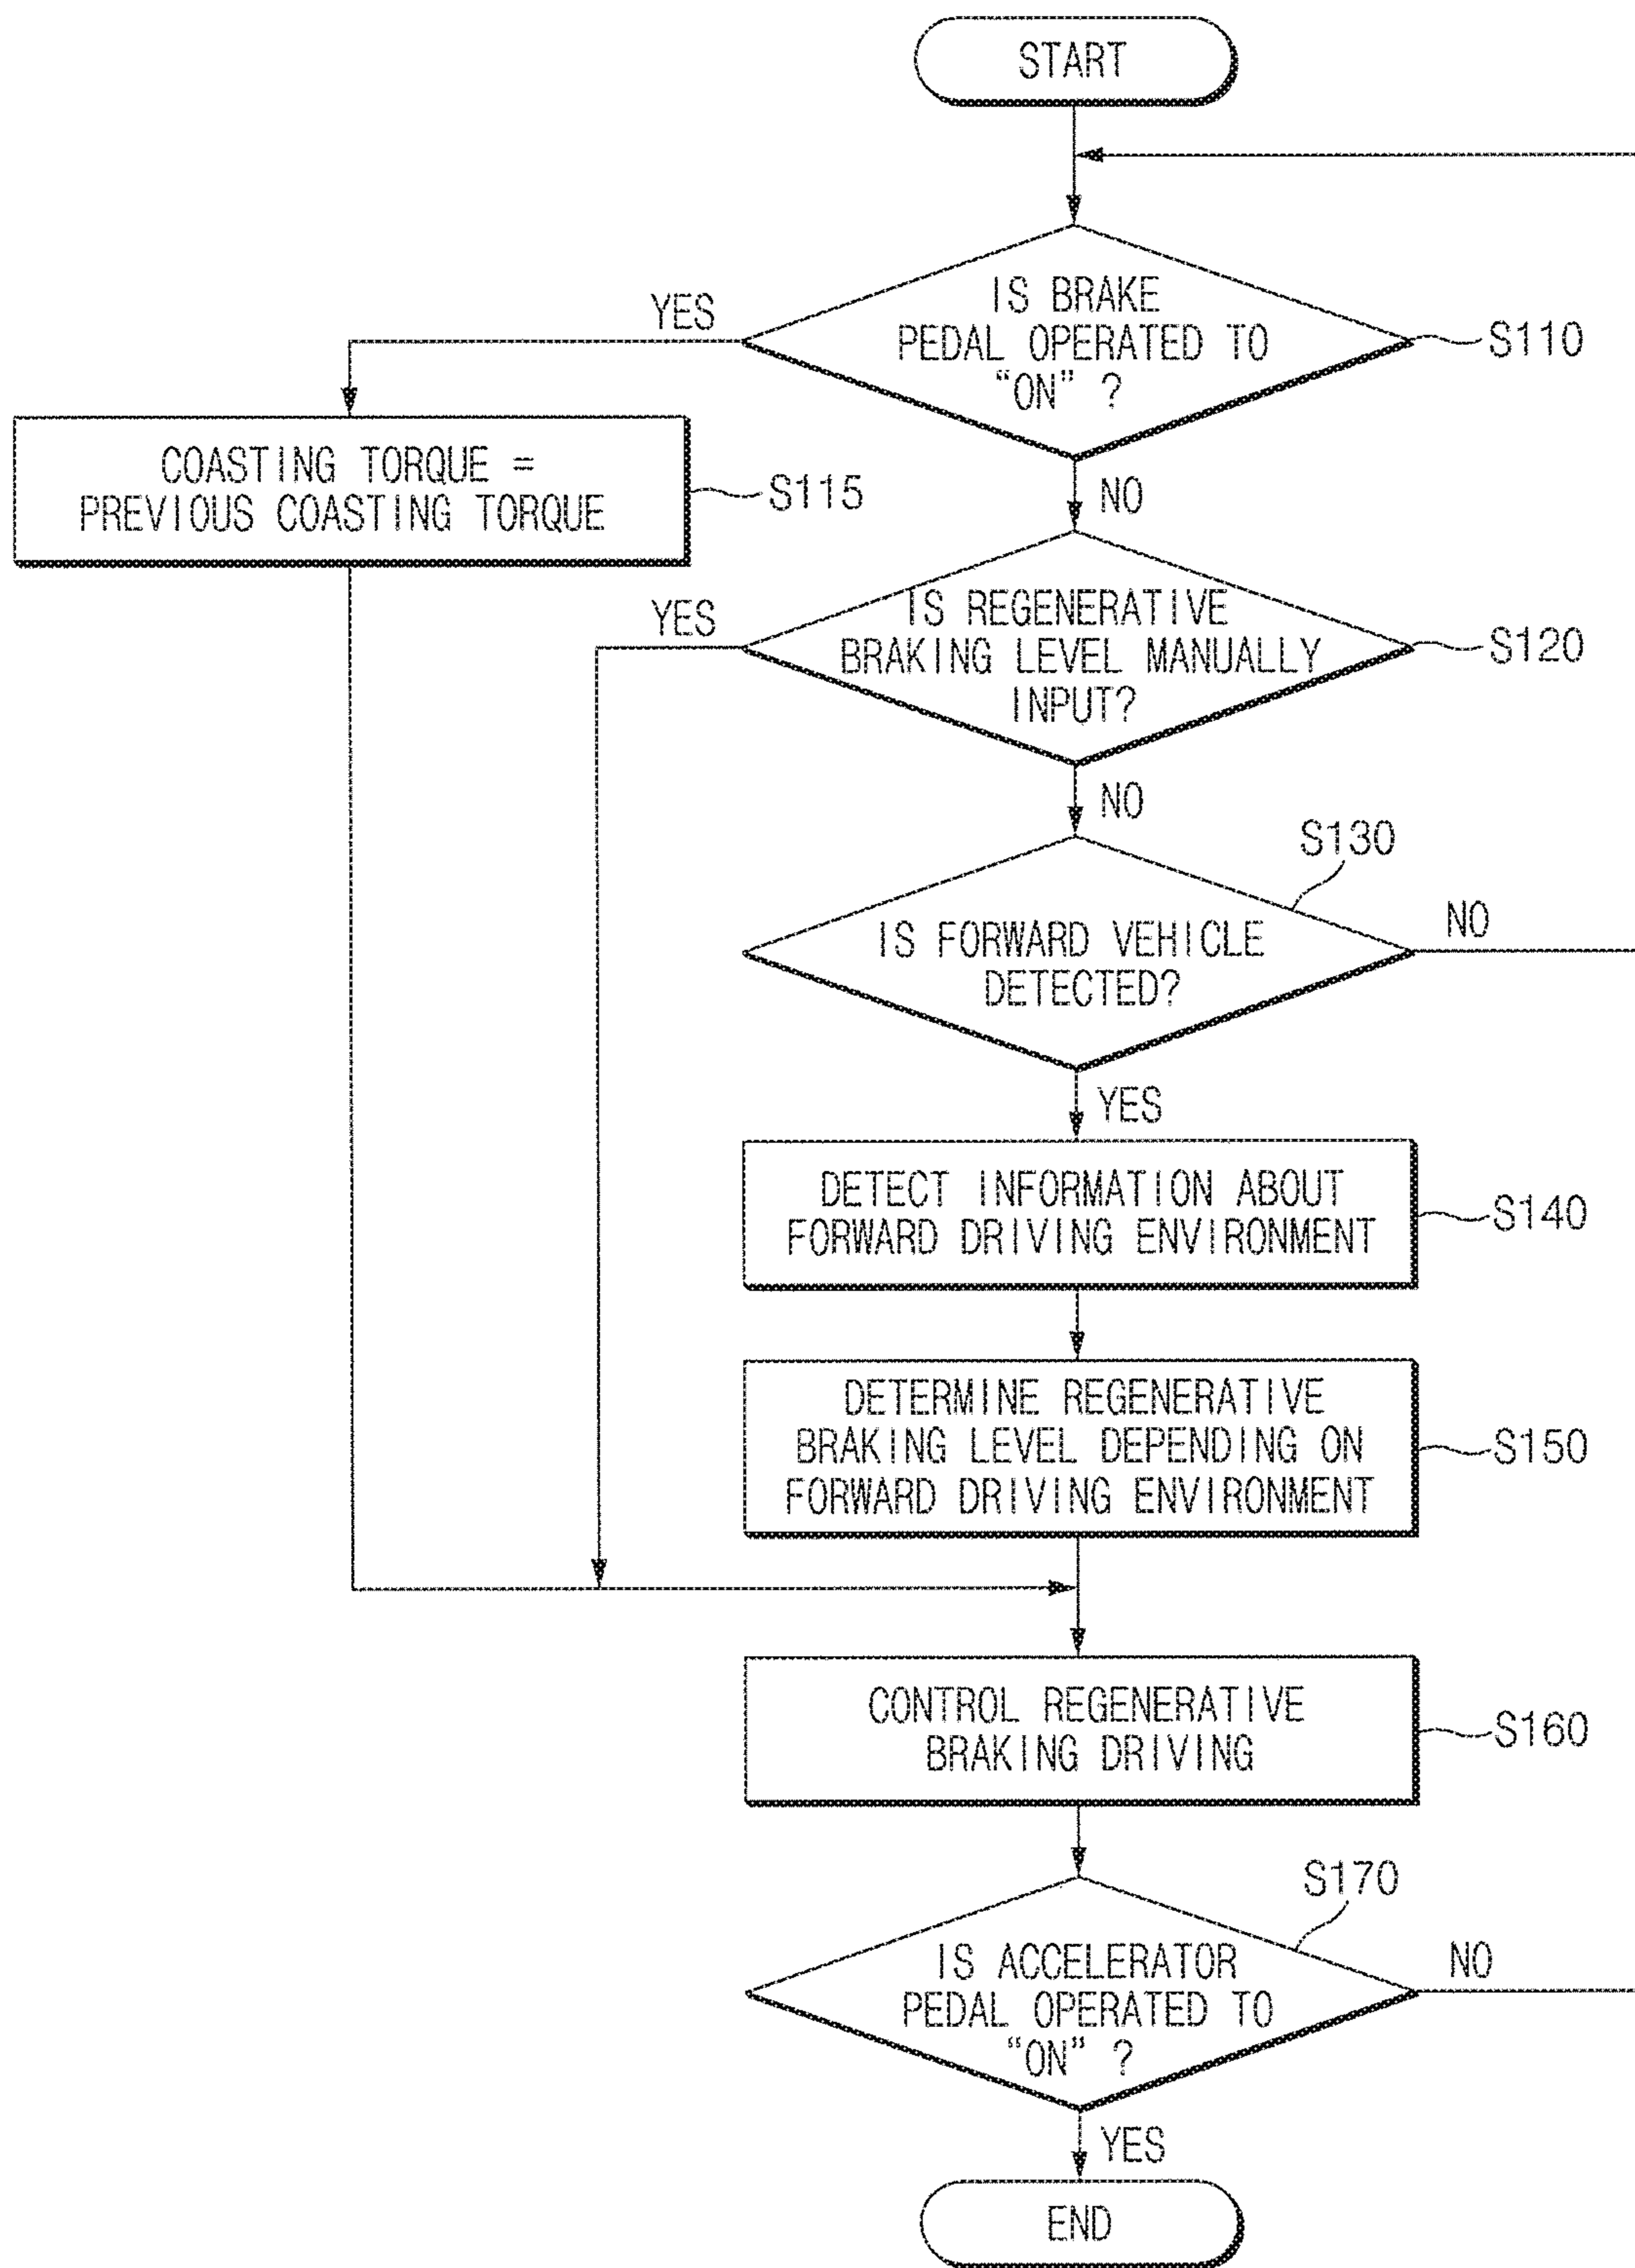 START
IS BRAKE
PEDAL OPERATED TO
“ON” ?
S110
YES
COASTING TORQUE =
PREVIOUS COASTING TORQUE
S115
NO
IS REGENERATIVE
BRAKING LEVEL MANUALLY
INPUT?
S120
YES
NO
S130
IS FORWARD VEHICLE
DETECTED?
NO
YES
DETECT INFORMATION ABOUT
FORWARD DRIVING ENVIRONMENT
S140
DETERMINE REGENERATIVE
BRAKING LEVEL DEPENDING ON
FORWARD DRIVING ENVIRONMENT
S150
CONTROL REGENERATIVE
BRAKING DRIVING
S160
S170
IS ACCELERATOR
PEDAL OPERATED TO
“ON” ?
NO
YES
END